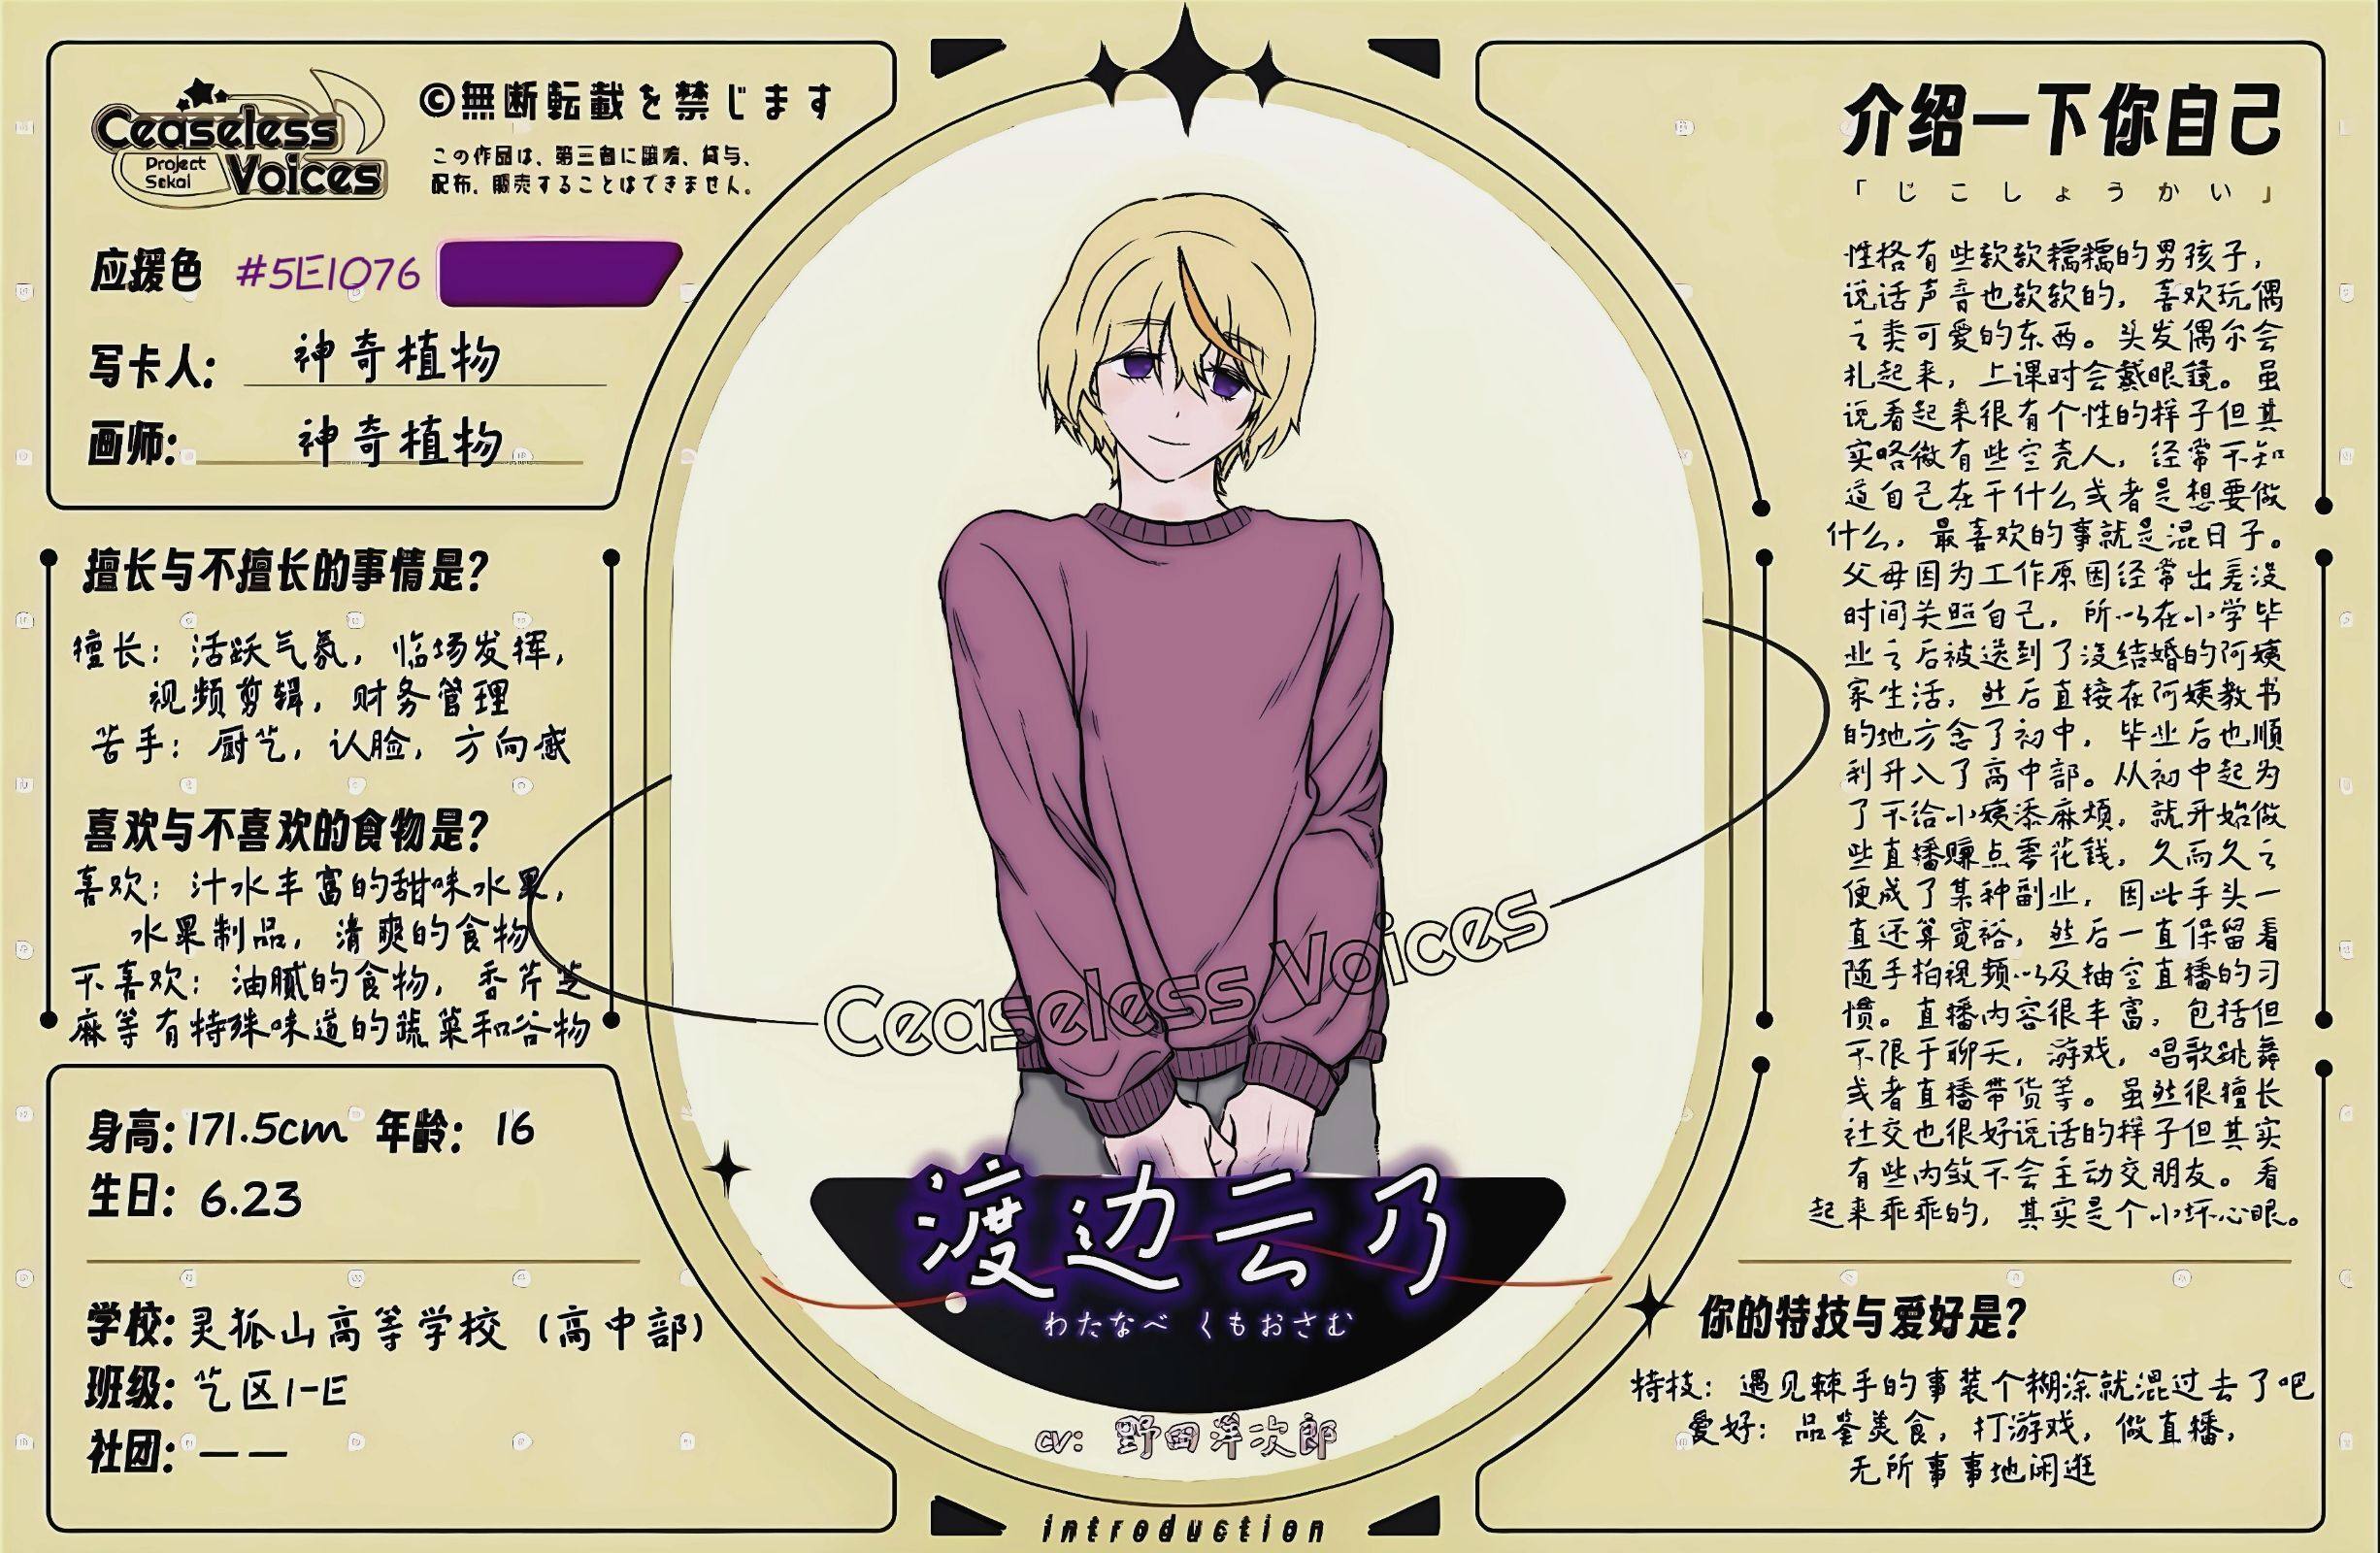 Ceaseless
Project
Sekai
Voices
©無断転載を禁じます
この作品は、第三者に譲渡、貸与、
配布、販売することはできません。
应援色 #5E1076
写卡人: 神奇植物
画师: 神奇植物
擅长与不擅长的事情是?
擅长: 活跃气氛, 临场发挥,
视频剪辑, 财务管理
苦手: 厨艺, 认脸, 方向感
喜欢与不喜欢的食物是?
喜欢: 汁水丰富的甜味水果,
水果制品, 清爽的食物
不喜欢: 油腻的食物, 香芹芝
麻等有特殊味道的蔬菜和谷物
身高: 171.5cm 年龄: 16
生日: 6.23
学校: 灵狐山高等学校 (高中部)
班级: 艺区1-E
社团: ——
Ceaseless Voices
渡边云乃
わたなべ くもおさむ
cv: 野田洋次郎
introduction
介绍一下你自己
「じこしょうかい」
性格有些软软糯糯的男孩子,
说话声音也软软的, 喜欢玩偶
之类可爱的东西。头发偶尔会
扎起来, 上课时会戴眼镜。虽
说看起来很有个性的样子但其
实略微有些空壳人, 经常不知
道自己在干什么或者是想要做
什么, 最喜欢的事就是混日子。
父母因为工作原因经常出差没
时间关照自己, 所以在小学毕
业之后被送到了没结婚的阿姨
家生活, 然后直接在阿姨教书
的地方念了初中, 毕业后也顺
利升入了高中部。从初中起为
了不给小姨添麻烦, 就开始做
些直播赚点零花钱, 久而久之
便成了某种副业, 因此手头一
直还算宽裕, 然后一直保留着
随手拍视频以及抽空直播的习
惯。直播内容很丰富, 包括但
不限于聊天, 游戏, 唱歌跳舞
或者直播带货等。虽然很擅长
社交也很好说话的样子但其实
有些内敛不会主动交朋友。看
起来乖乖的, 其实是个小坏心眼。
你的特技与爱好是?
特技: 遇见棘手的事装个糊涂就混过去了吧
爱好: 品鉴美食, 打游戏, 做直播,
无所事事地闲逛